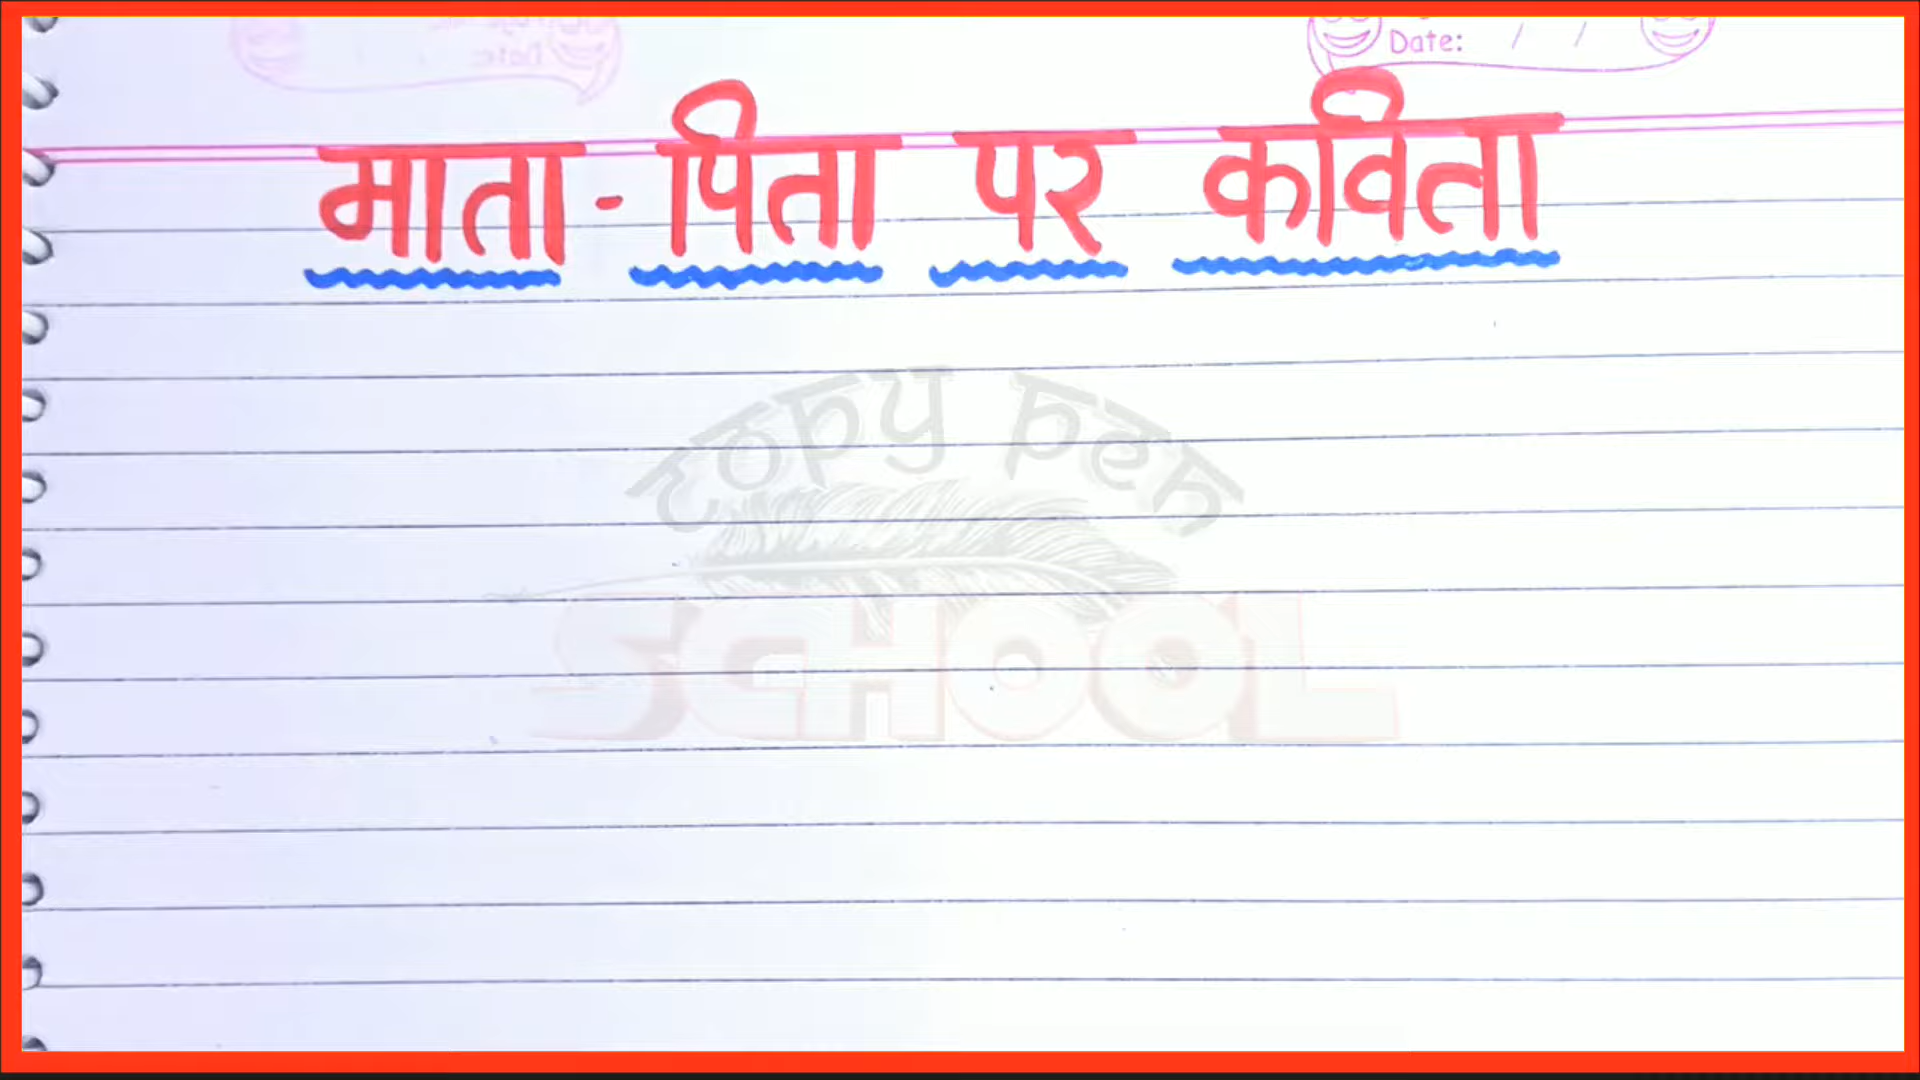 Date: / /
माता - पिता पर कविता
copy pen
SCHOOL